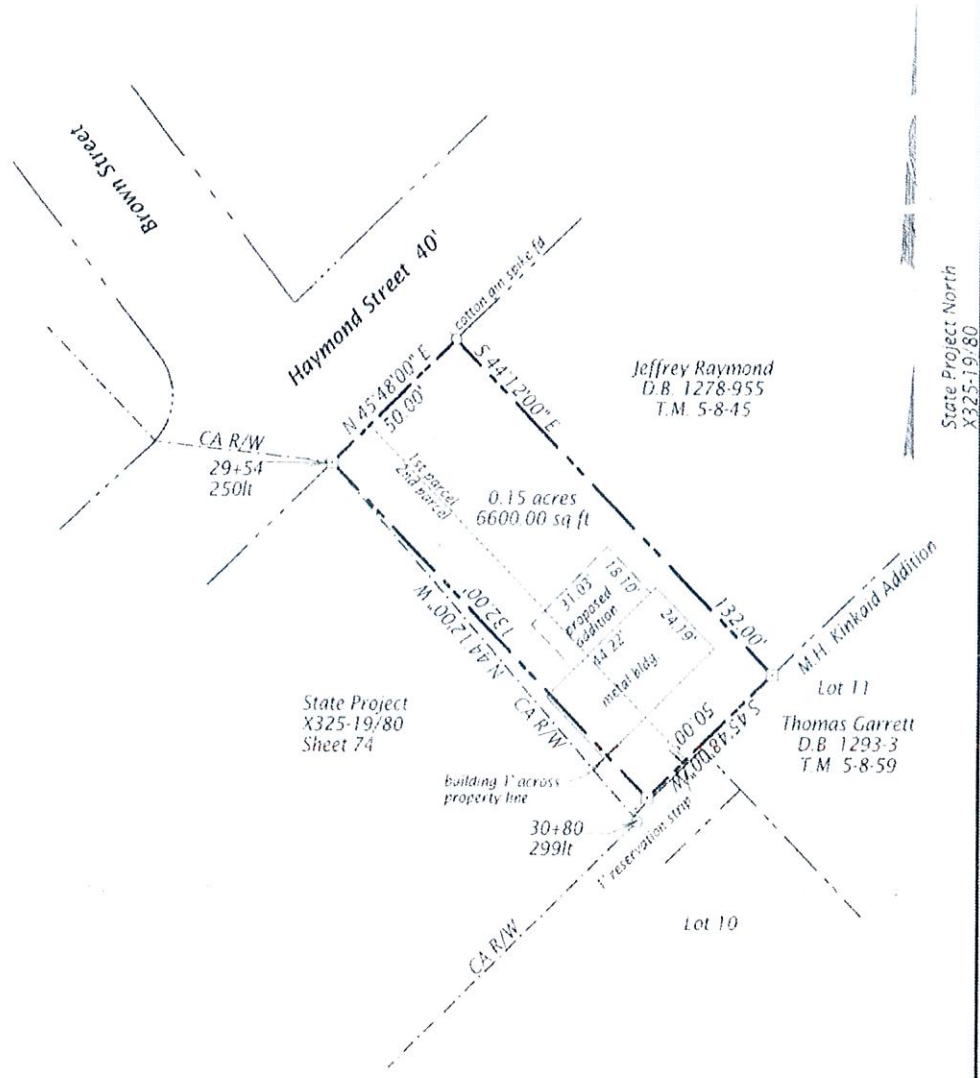 Brown Street
Haymond Street 40'
cotton gin spike fd
State Project North
X325-19/80
N 45°48'00" E
50.00'
S 44°12'00" E
132.00'
Jeffrey Raymond
D.B. 1278-955
T.M. 5-8-45
CA R/W
29+54
250lt
1st parcel
2nd parcel
0.15 acres
6600.00 sq ft
31.03'
18.10'
proposed
addition
44.22'
24.19'
metal bldg.
N 44°12'00" W
132.00'
CA R/W
M.H. Kinkaid Addition
Lot 11
Thomas Garrett
D.B. 1293-3
T.M. 5-8-59
S 45°48'00" W
50.00'
State Project
X325-19/80
Sheet 74
building 1' across
property line
30+80
299lt
1' reservation strip
Lot 10
CA R/W